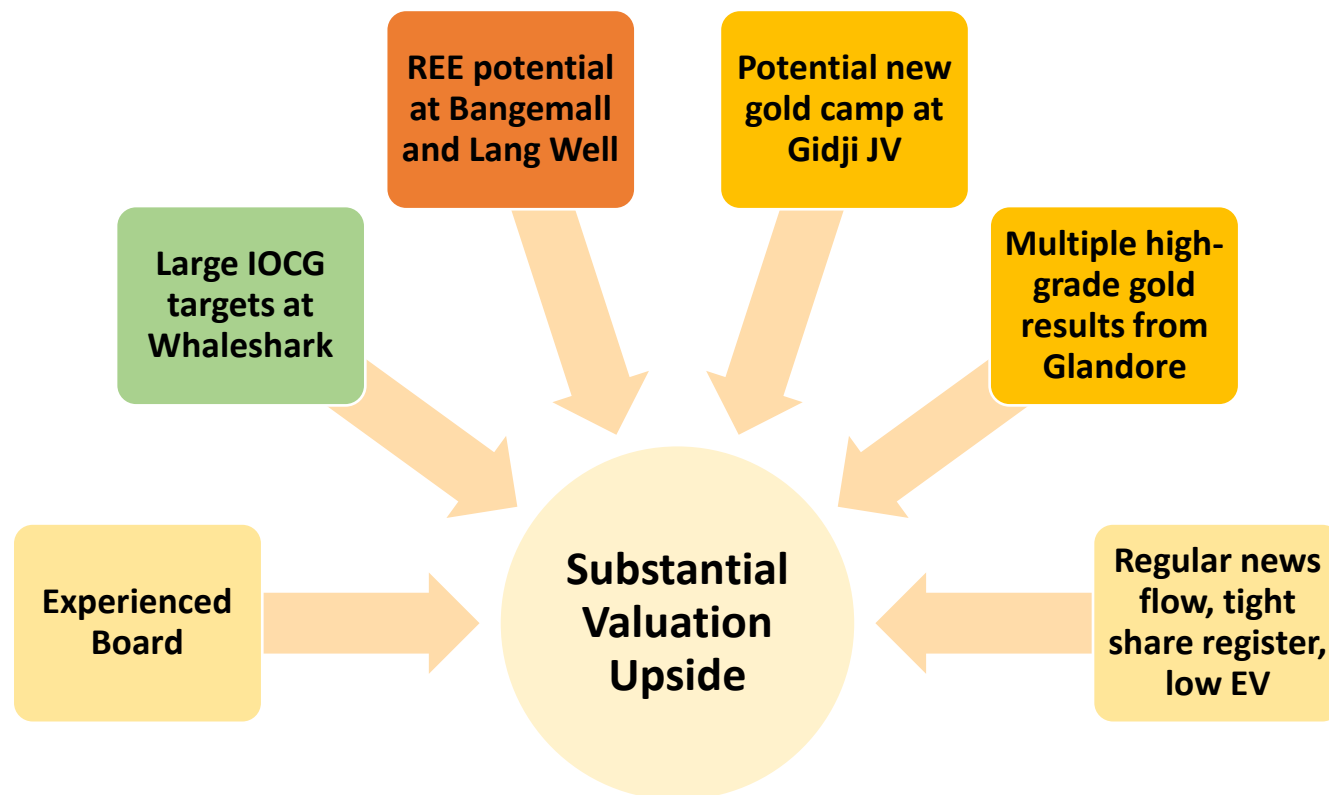 REE potential
at Bangemall
and Lang Well
Potential new
gold camp at
Gidji JV
Large IOCG
targets at
Whaleshark
Multiple high-
grade gold
results from
Glandore
Experienced
Board
Substantial
Valuation
Upside
Regular news
flow, tight
share register,
low EV